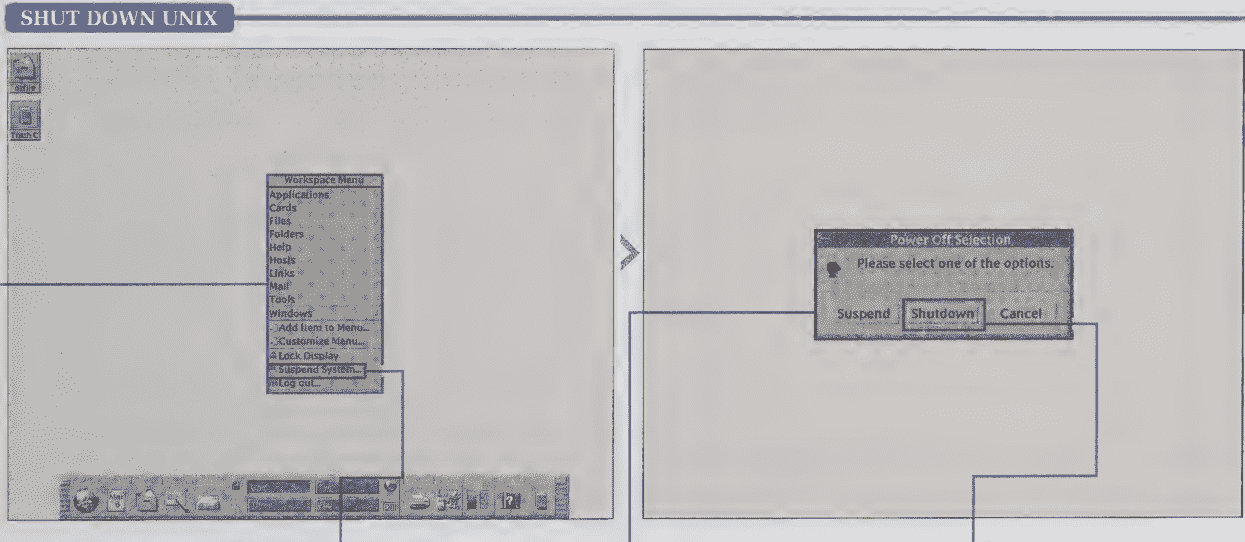 SHUT DOWN UNIX
Trash C
Workspace Menu
Applications
Cards
Files
Folders
Help
Hosts
Links
Mail
Tools
Windows
Add Item to Menu...
Customize Menu...
Lock Display
Suspend System...
Log out...
Power Off Selection
Please select one of the options.
Suspend Shutdown Cancel